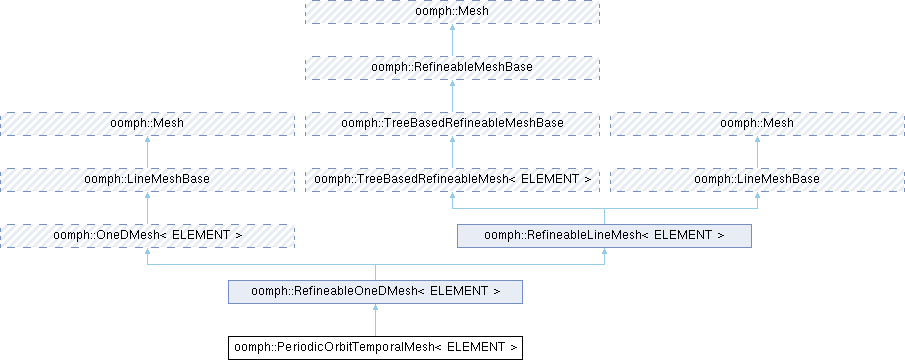 oomph::Mesh
oomph::RefineableMeshBase
oomph::Mesh
oomph::TreeBasedRefineableMeshBase
oomph::Mesh
oomph::LineMeshBase
oomph::TreeBasedRefineableMesh< ELEMENT >
oomph::LineMeshBase
oomph::OneDMesh< ELEMENT >
oomph::RefineableLineMesh< ELEMENT >
oomph::RefineableOneDMesh< ELEMENT >
oomph::PeriodicOrbitTemporalMesh< ELEMENT >